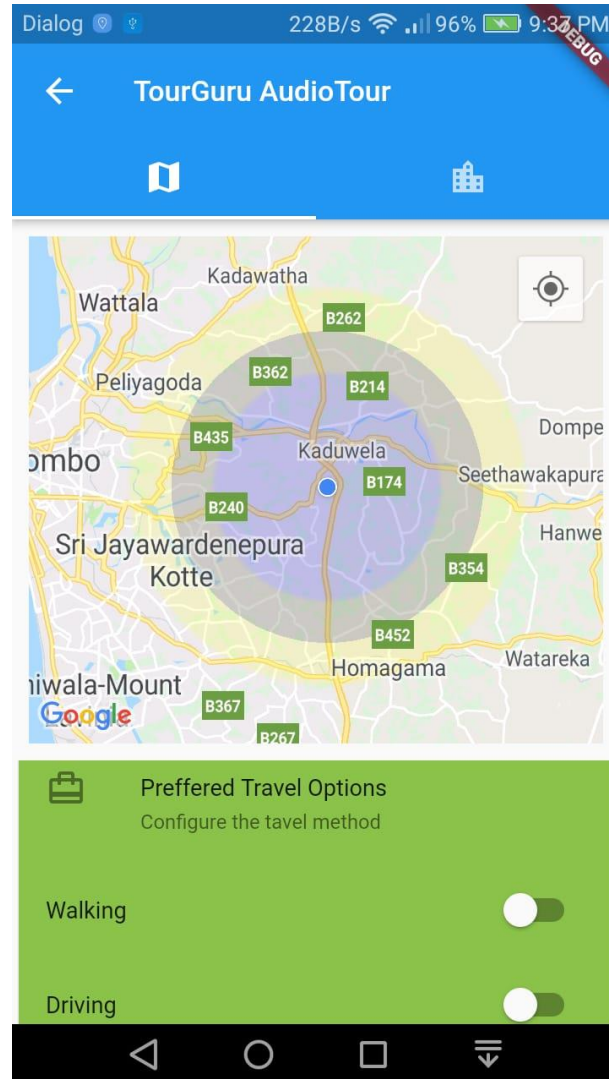 Dialog 228B/s 96% 9:37 PM
DEBUG
TourGuru AudioTour
Kadawatha
Wattala
B262
Peliyagoda
B362
B214
Dompe
B435
ombo
Kaduwela
B174
Seethawakapura
B240
Hanwe
Sri Jayawardenepura
Kotte
B354
B452
Homagama
Watareka
hiwala-Mount
B367
Google
B267
Preffered Travel Options
Configure the tavel method
Walking
Driving